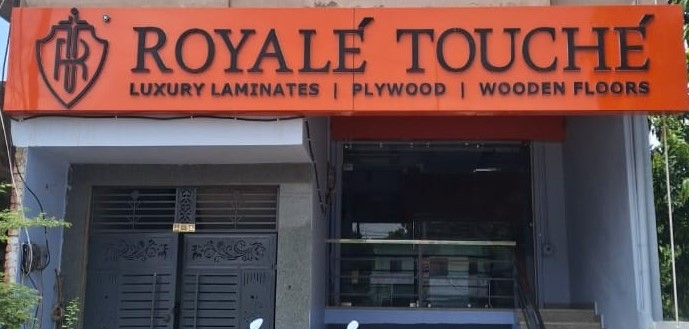 ROYALÉ TOUCHÉ
LUXURY LAMINATES | PLYWOOD | WOODEN FLOORS